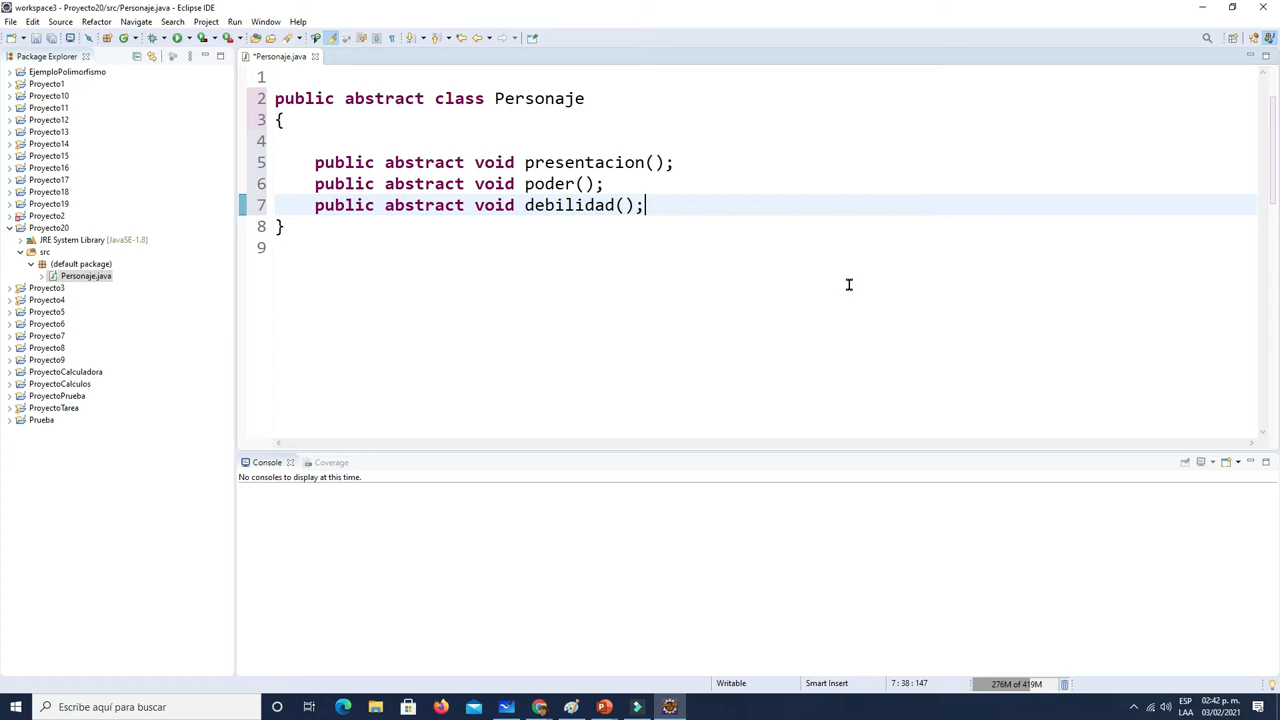 workspace3 - Proyecto20/src/Personaje.java - Eclipse IDE
File Edit Source Refactor Navigate Search Project Run Window Help
Package Explorer
*Personaje.java
EjemploPolimorfismo
Proyecto1
Proyecto10
Proyecto11
Proyecto12
Proyecto13
Proyecto14
Proyecto15
Proyecto16
Proyecto17
Proyecto18
Proyecto19
Proyecto2
Proyecto20
JRE System Library [JavaSE-1.8]
src
(default package)
Personaje.java
Proyecto3
Proyecto4
Proyecto5
Proyecto6
Proyecto7
Proyecto8
Proyecto9
ProyectoCalculadora
ProyectoCalculos
ProyectoPrueba
ProyectoTarea
Prueba
1
2 public abstract class Personaje
3 {
4
5 public abstract void presentacion();
6 public abstract void poder();
7 public abstract void debilidad();
8 }
9
Console Coverage
No consoles to display at this time.
Writable Smart Insert 7 : 38 : 147 276M of 419M
Escribe aquí para buscar
ESP 02:42 p. m.
LAA 03/02/2021